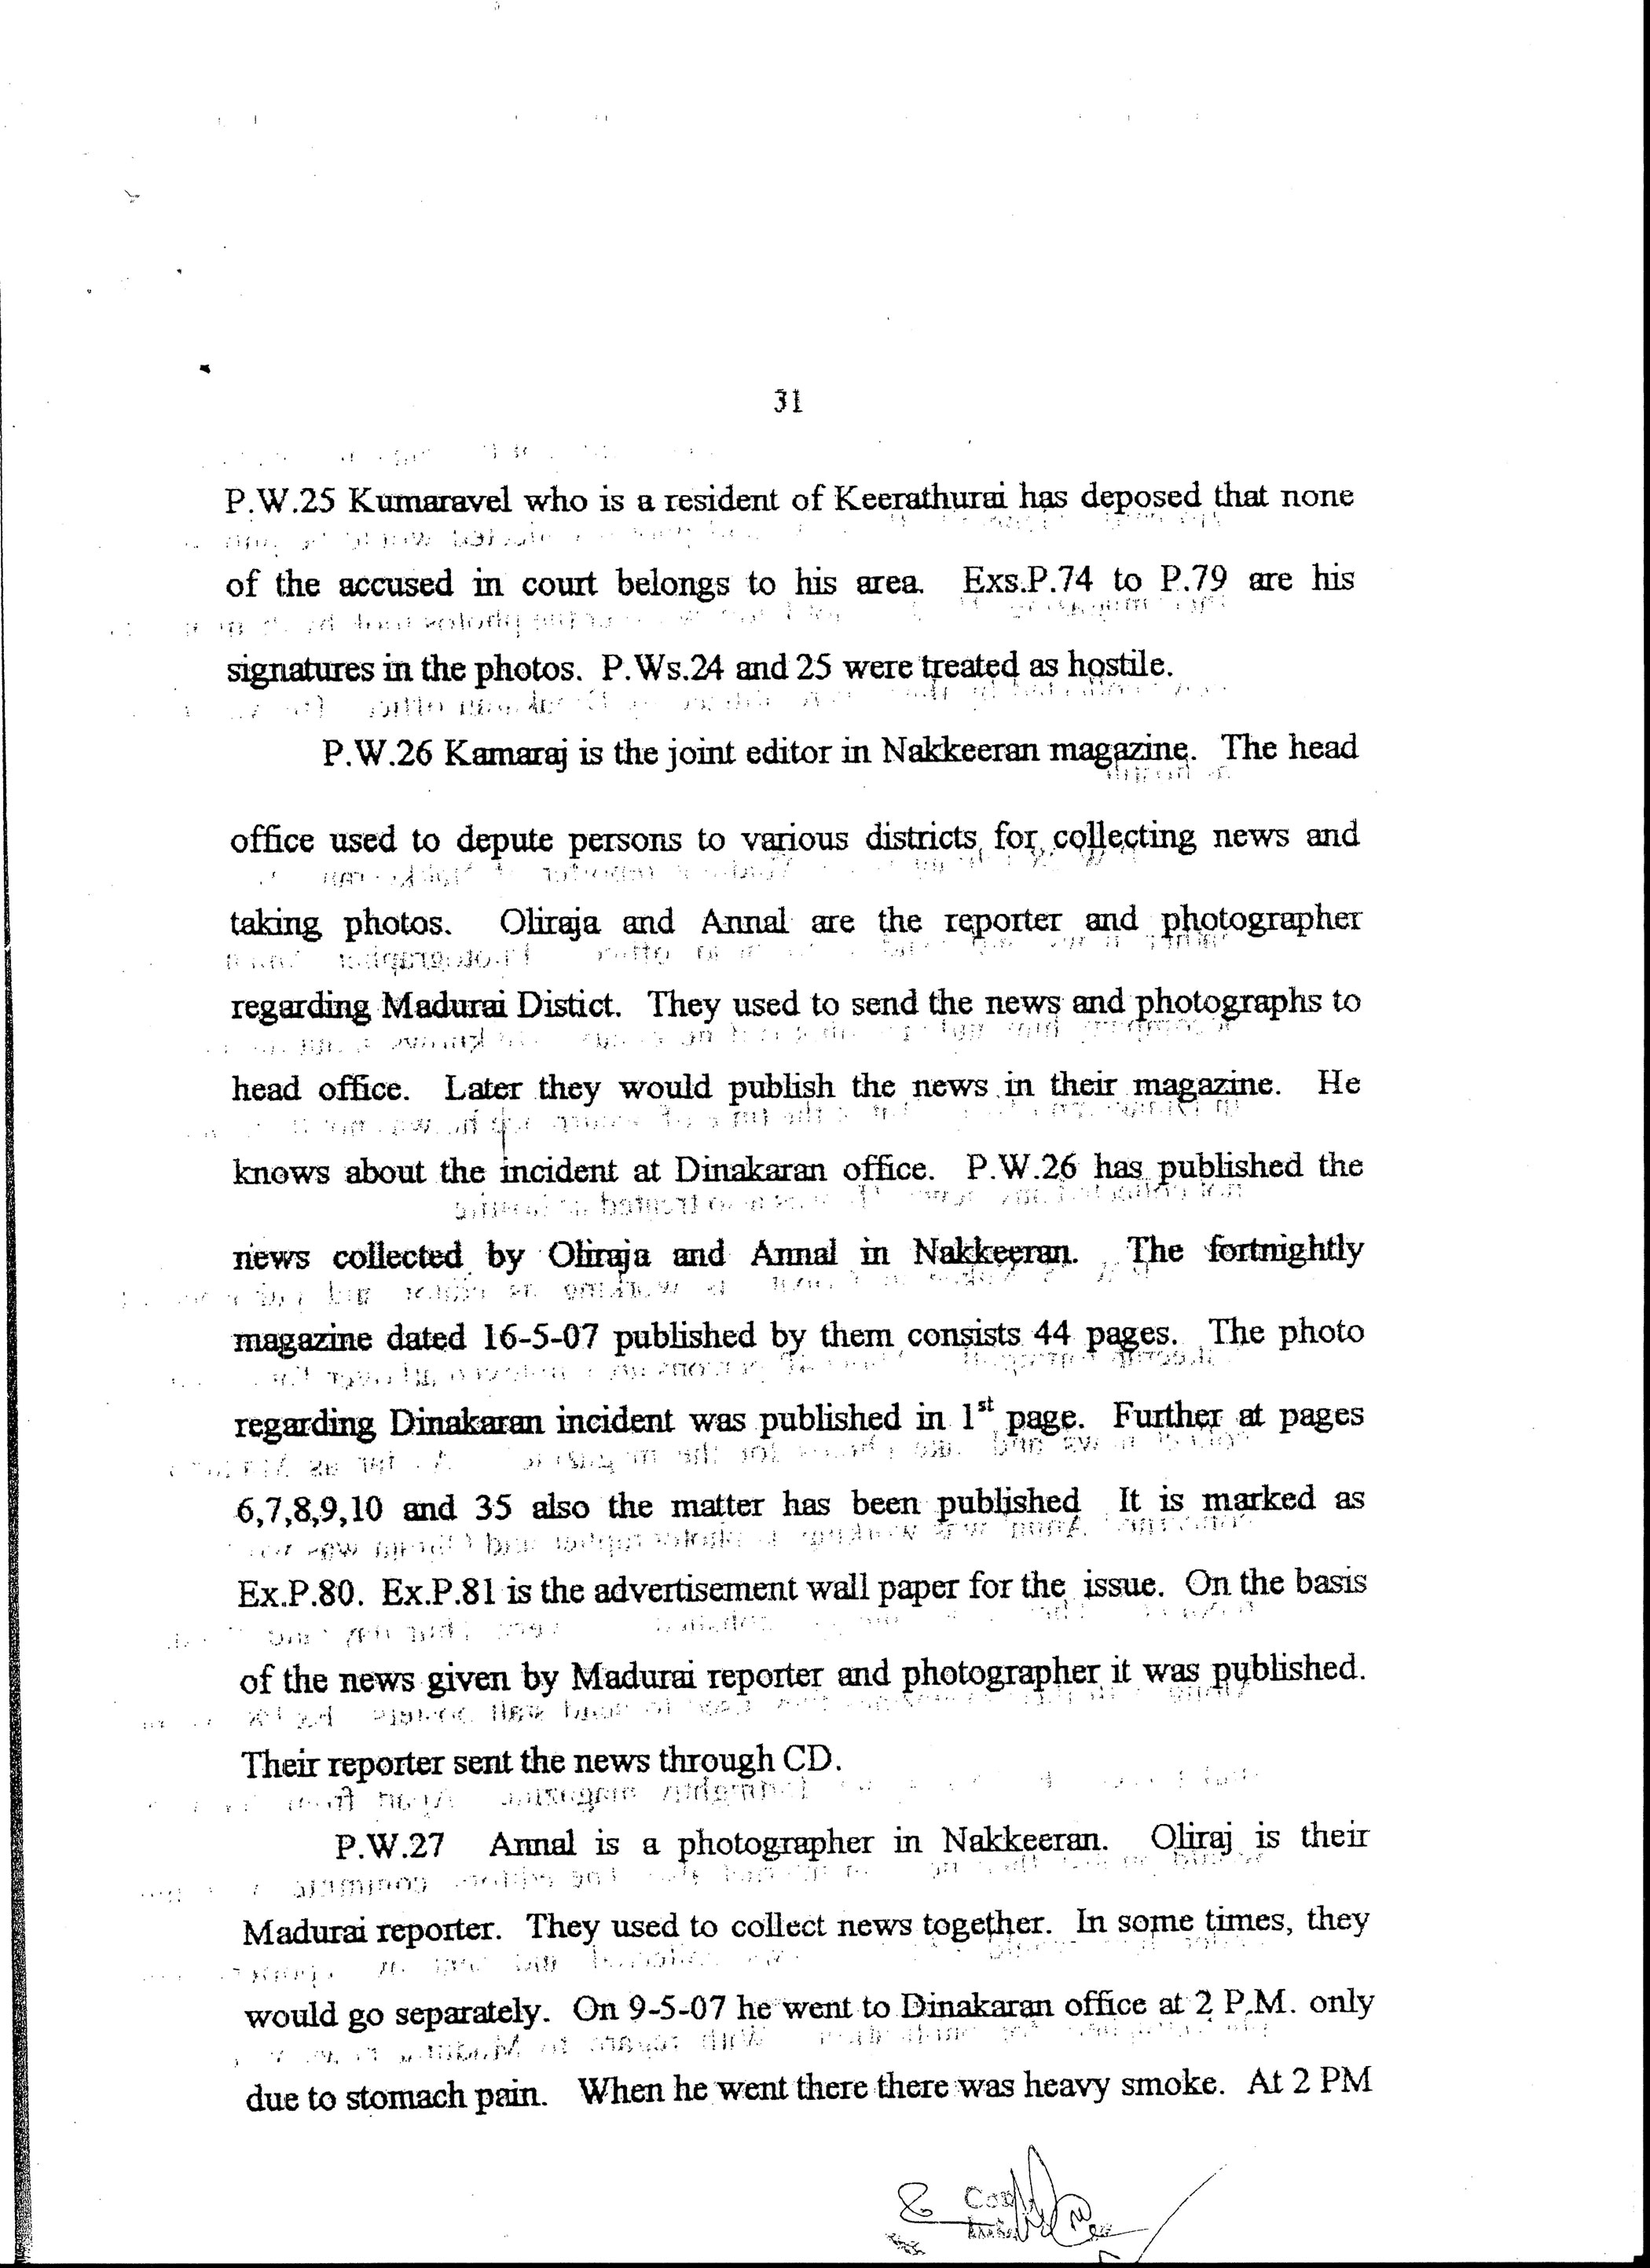 31
P.W.25 Kumaravel who is a resident of Keerathurai has deposed that none
of the accused in court belongs to his area. Exs.P.74 to P.79 are his
signatures in the photos. P.Ws.24 and 25 were treated as hostile.
P.W.26 Kamaraj is the joint editor in Nakkeeran magazine. The head
office used to depute persons to various districts for collecting news and
taking photos. Oliraja and Annal are the reporter and photographer
regarding Madurai Distict. They used to send the news and photographs to
head office. Later they would publish the news in their magazine. He
knows about the incident at Dinakaran office. P.W.26 has published the
news collected by Oliraja and Annal in Nakkeeran. The fortnightly
magazine dated 16-5-07 published by them consists 44 pages. The photo
regarding Dinakaran incident was published in 1st page. Further at pages
6,7,8,9,10 and 35 also the matter has been published It is marked as
Ex.P.80. Ex.P.81 is the advertisement wall paper for the issue. On the basis
of the news given by Madurai reporter and photographer it was published.
Their reporter sent the news through CD.
P.W.27 Annal is a photographer in Nakkeeran. Oliraj is their
Madurai reporter. They used to collect news together. In some times, they
would go separately. On 9-5-07 he went to Dinakaran office at 2 P.M. only
due to stomach pain. When he went there there was heavy smoke. At 2 PM